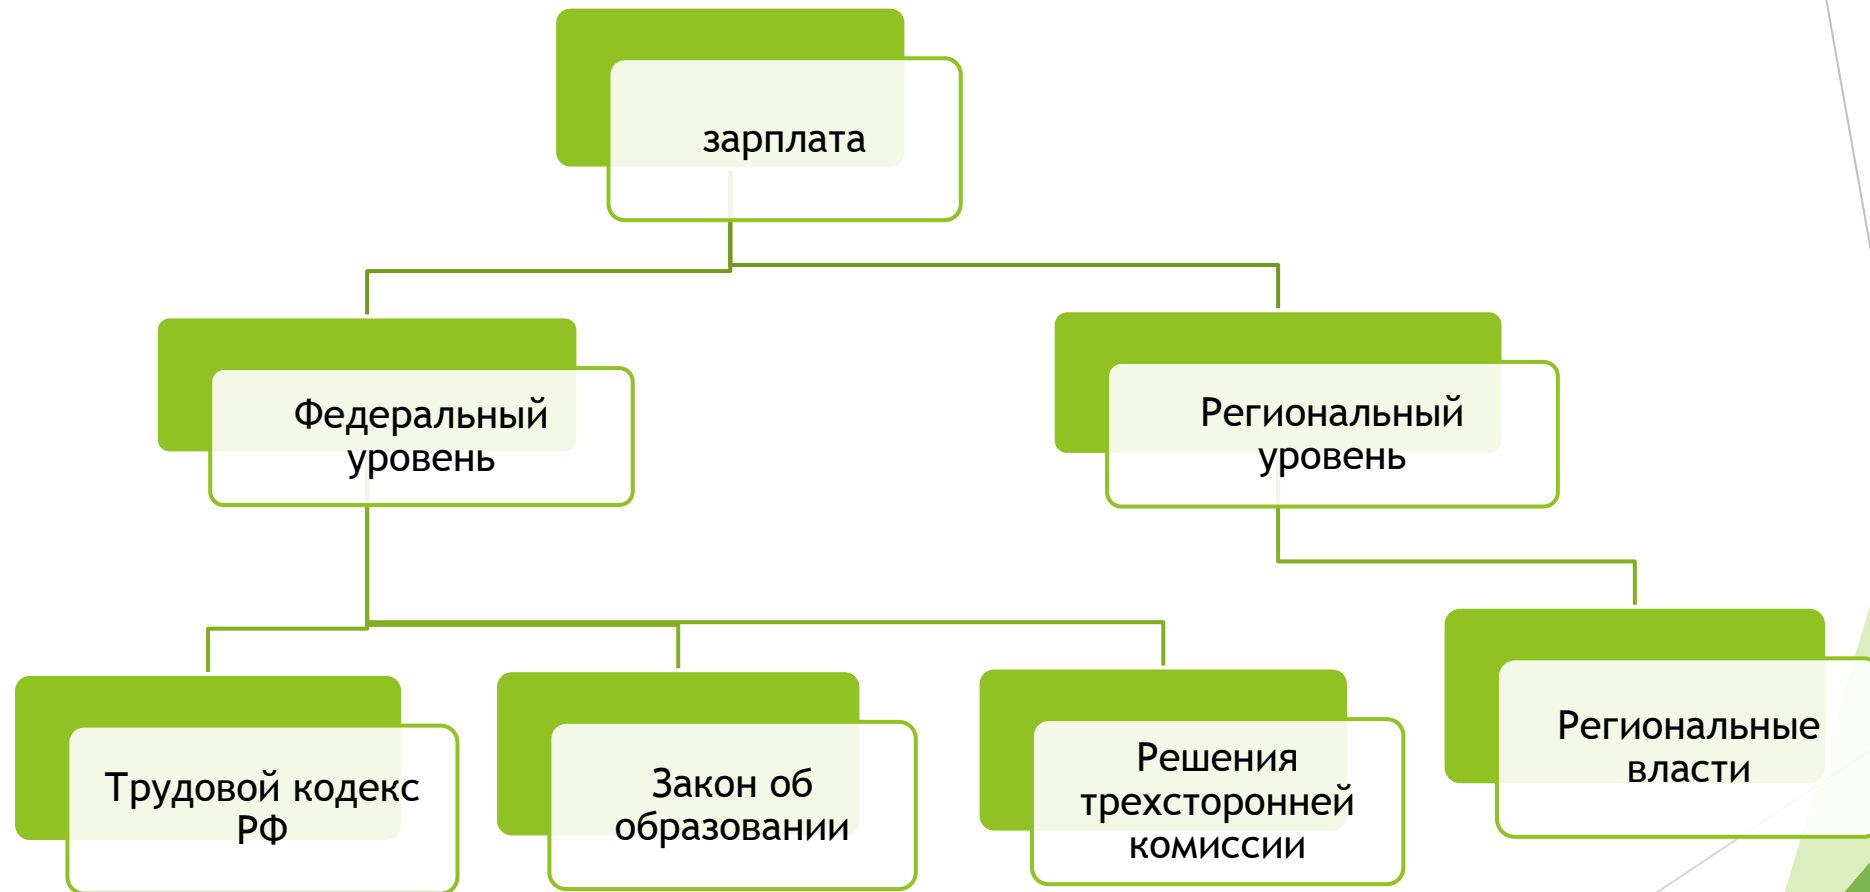 зарплата
Федеральный
уровень
Региональный
уровень
Трудовой кодекс
РФ
Закон об
образовании
Решения
трехсторонней
комиссии
Региональные
власти